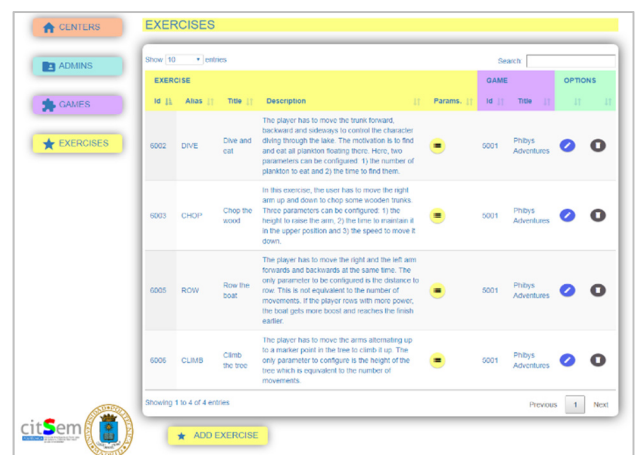 CENTERS
ADMINS
GAMES
EXERCISES
EXERCISES
Show 10 entries
Search:
EXERCISE GAME OPTIONS
Id Alias Title Description Params. Id Title
6002 DIVE Dive and eat
The player has to move the trunk forward,
backward and sideways to control the character
diving through the lake. The motivation is to find
and eat all plankton floating there. Here, two
parameters can be configured: 1) the number of
plankton to eat and 2) the time to find them.
5001 Phibys Adventures
6003 CHOP Chop the wood
In this exercise, the user has to move the right
arm up and down to chop some wooden trunks.
Three parameters can be configured: 1) the
height to raise the arm, 2) the time to maintain it
in the upper position and 3) the speed to move it
down.
5001 Phibys Adventures
6005 ROW Row the boat
The player has to move the right and the left arm
forwards and backwards at the same time. The
only parameter to be configured is the distance to
row. This is not equivalent to the number of
movements. If the player rows with more power,
the boat gets more boost and reaches the finish
earlier.
5001 Phibys Adventures
6006 CLIMB Climb the tree
The player has to move the arms alternating up
to a marker point in the tree to climb it up. The
only parameter to configure is the height of the
tree which is equivalent to the number of
movements.
5001 Phibys Adventures
Showing 1 to 4 of 4 entries
Previous 1 Next
citSem
ADD EXERCISE